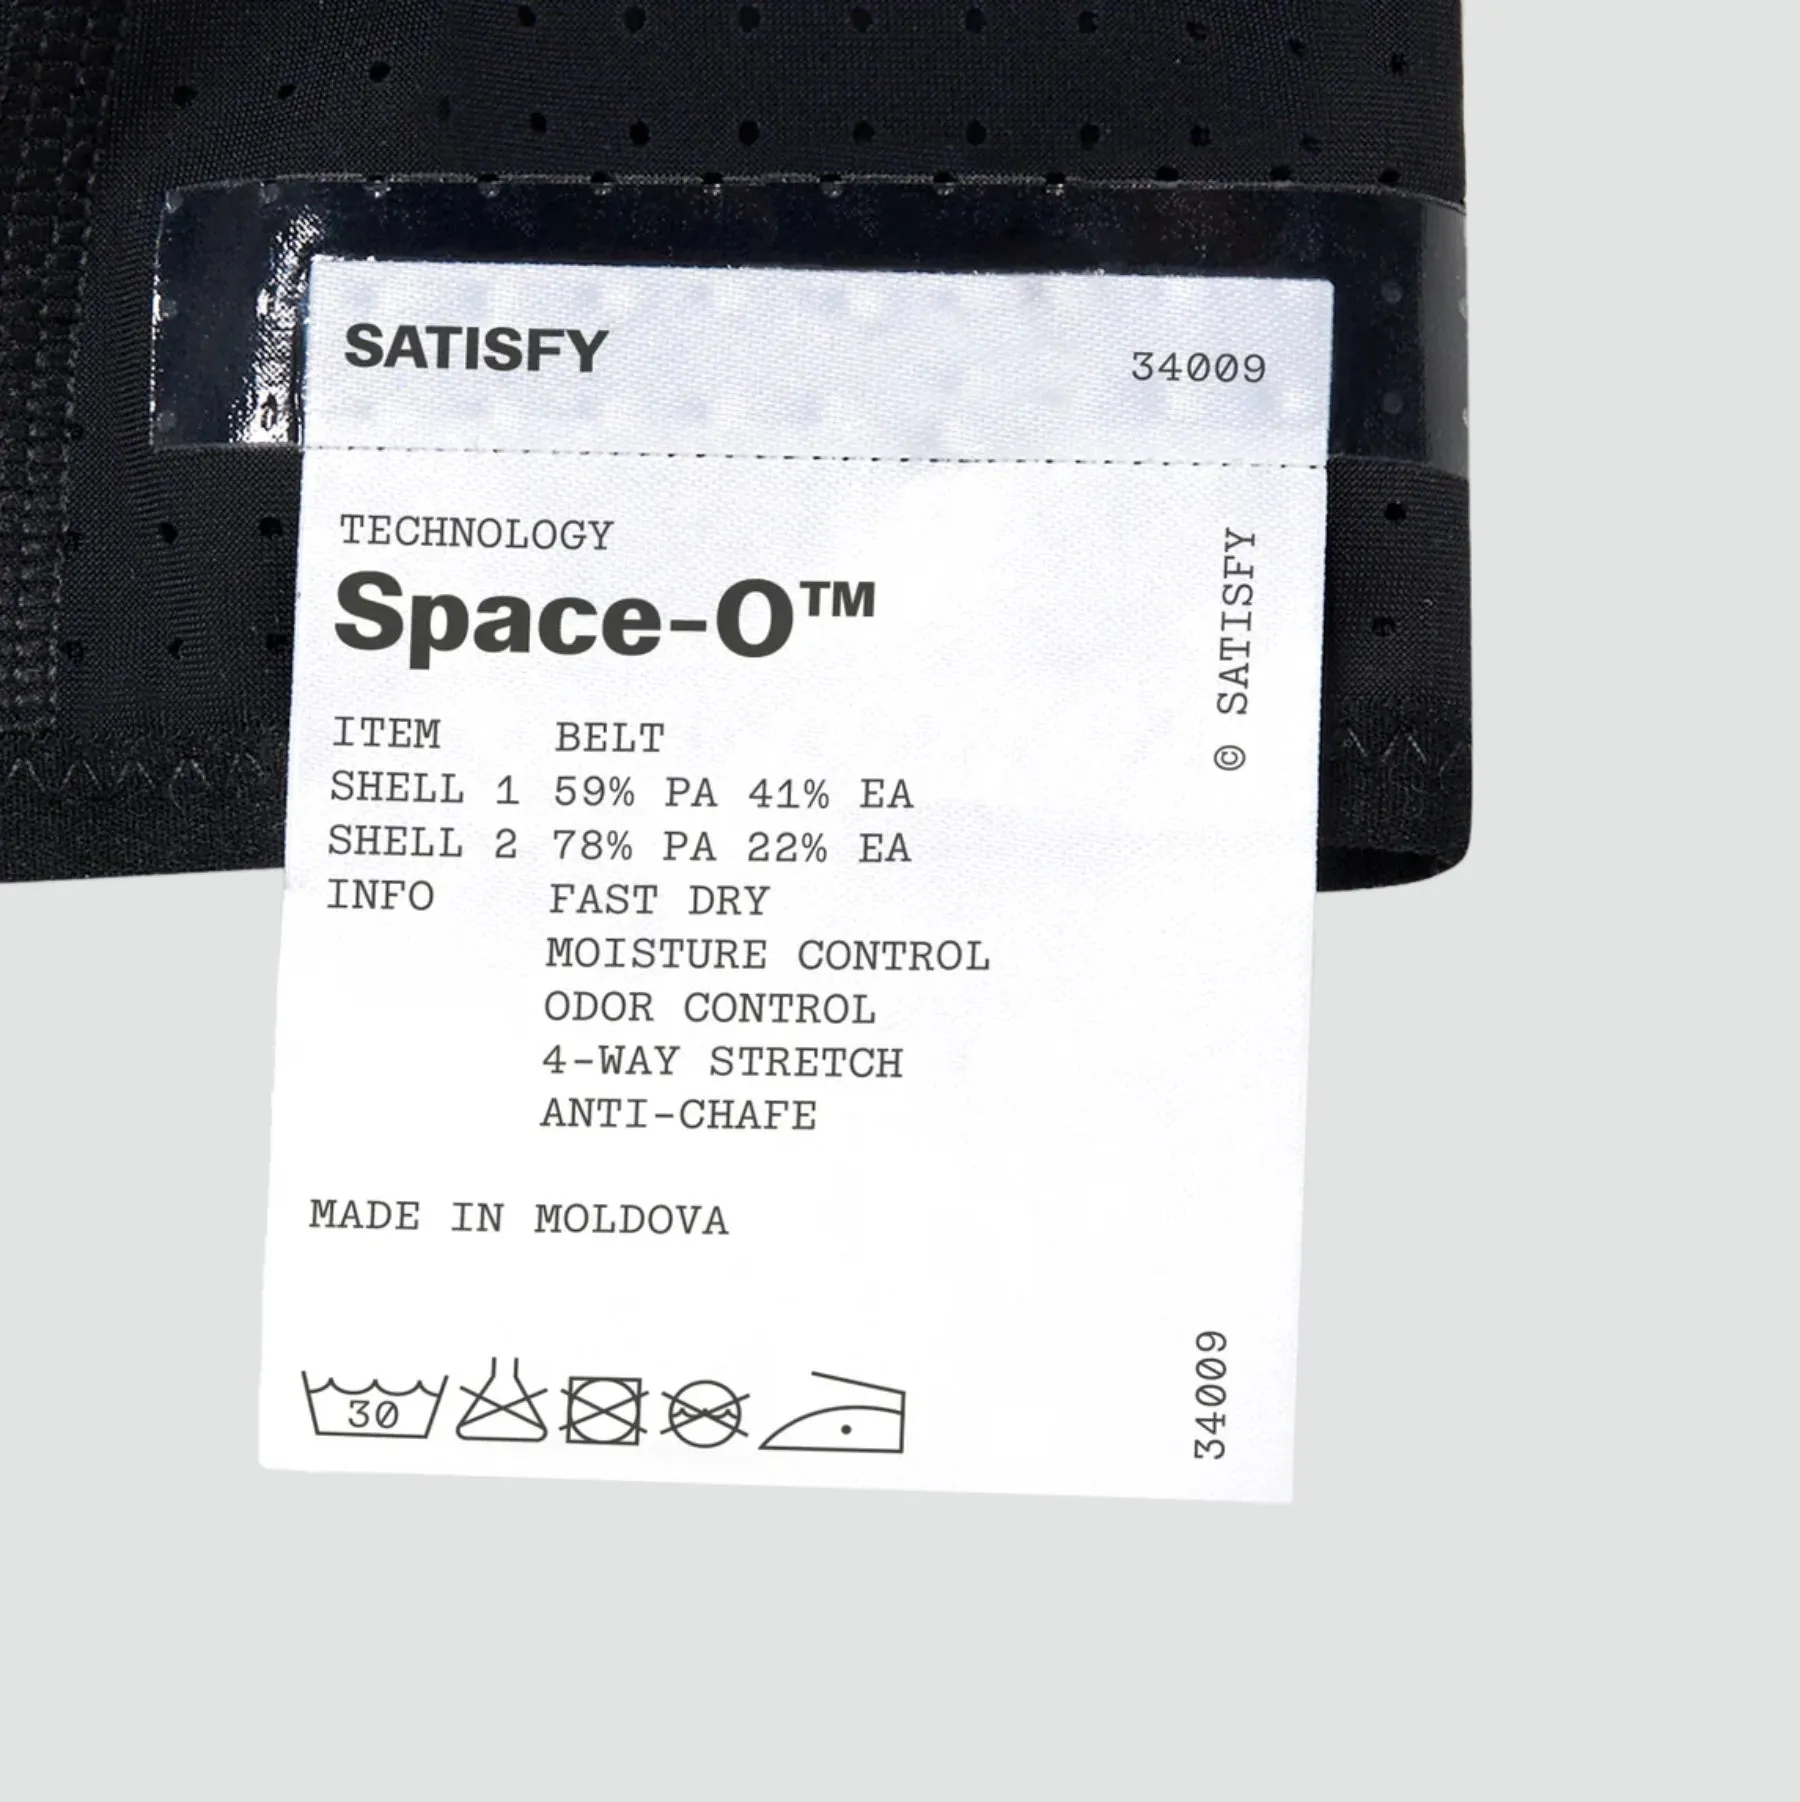 SATISFY 34009
TECHNOLOGY
Space-O™
ITEM BELT
SHELL 1 59% PA 41% EA
SHELL 2 78% PA 22% EA
INFO FAST DRY
MOISTURE CONTROL
ODOR CONTROL
4-WAY STRETCH
ANTI-CHAFE
MADE IN MOLDOVA
30
© SATISFY
34009